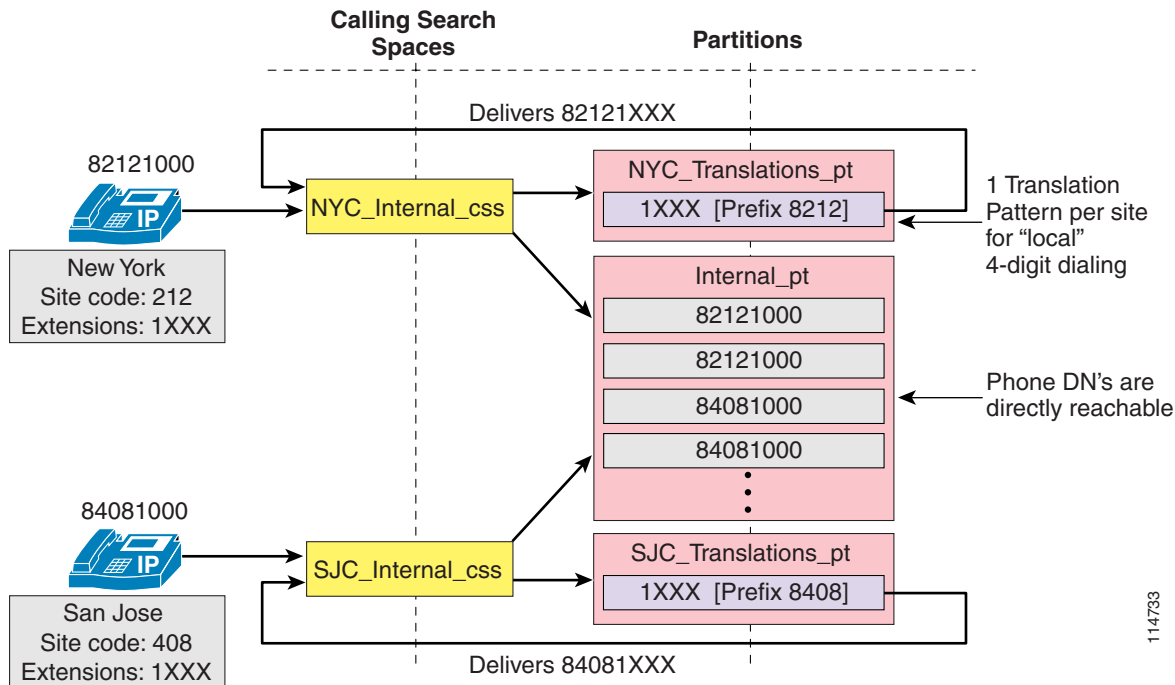 Calling Search
Spaces
Partitions
Delivers 82121XXX
82121000
IP
New York
Site code: 212
Extensions: 1XXX
NYC_Internal_css
NYC_Translations_pt
1XXX [Prefix 8212]
1 Translation
Pattern per site
for “local”
4-digit dialing
Internal_pt
82121000
82121000
84081000
84081000
Phone DN's are
directly reachable
84081000
IP
San Jose
Site code: 408
Extensions: 1XXX
SJC_Internal_css
SJC_Translations_pt
1XXX [Prefix 8408]
Delivers 84081XXX
114733